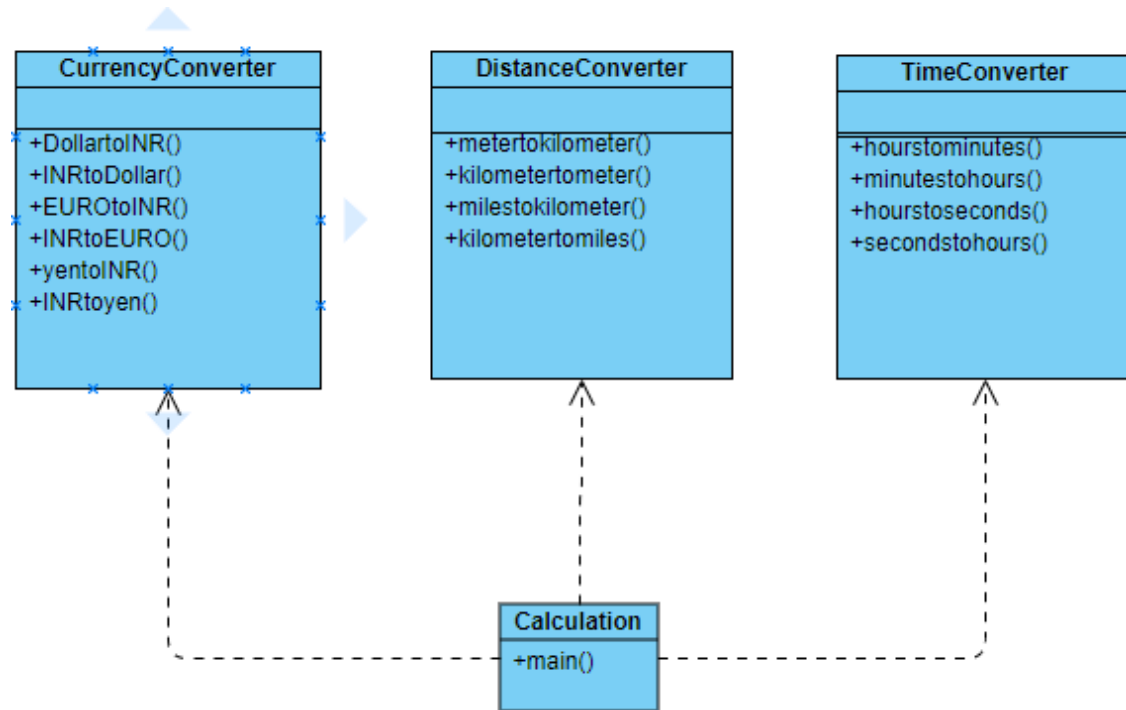 CurrencyConverter
+DollartoINR()
+INRtoDollar()
+EUROtoINR()
+INRtoEURO()
+yentoINR()
+INRtoyen()
DistanceConverter
+metertokilometer()
+kilometertometer()
+milestokilometer()
+kilometertomiles()
TimeConverter
+hourstominutes()
+minutestohours()
+hourstoseconds()
+secondstohours()
Calculation
+main()